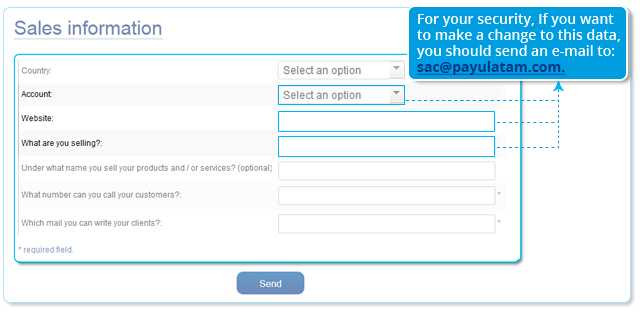 Sales information
For your security, If you want
to make a change to this data,
you should send an e-mail to:
sac@payulatam.com.
Country:
Select an option
Account:
Select an option
Website:
What are you selling?:
Under what name you sell your products and / or services? (optional)
What number can you call your customers?:
*
Which mail you can write your clients?:
*
* required field.
Send